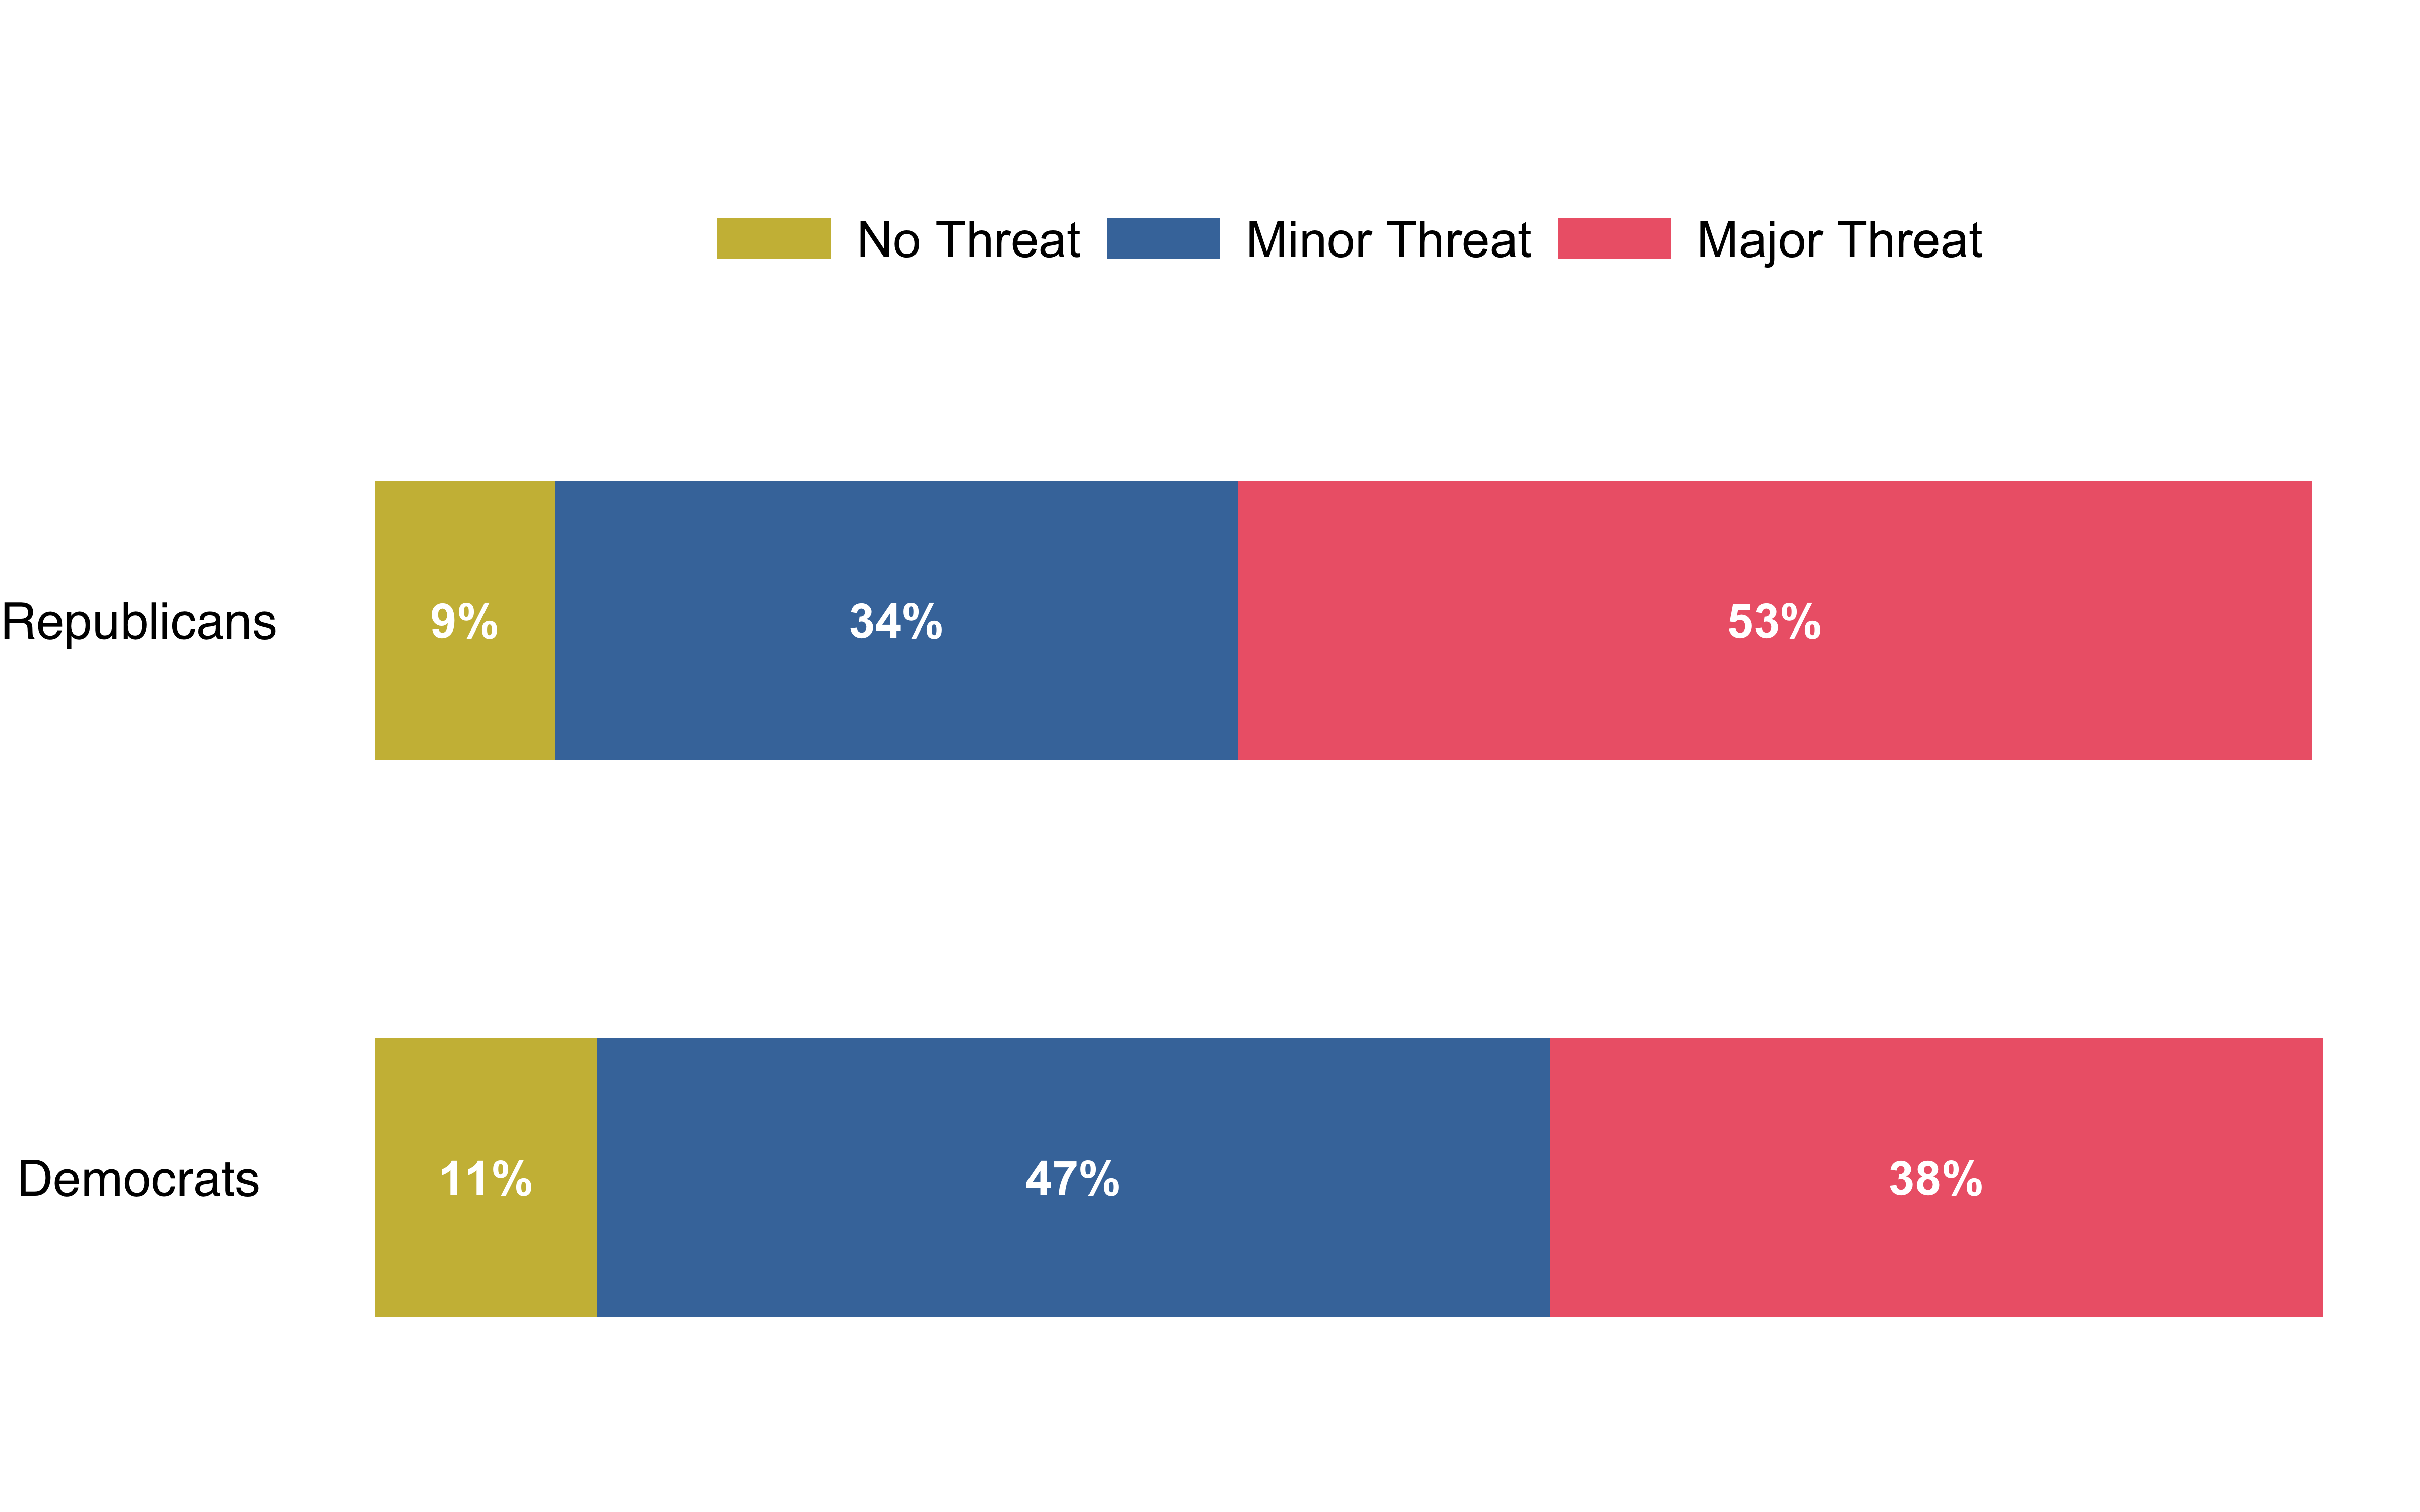 No Threat Minor Threat Major Threat
Republicans 9% 34% 53%
Democrats 11% 47% 38%